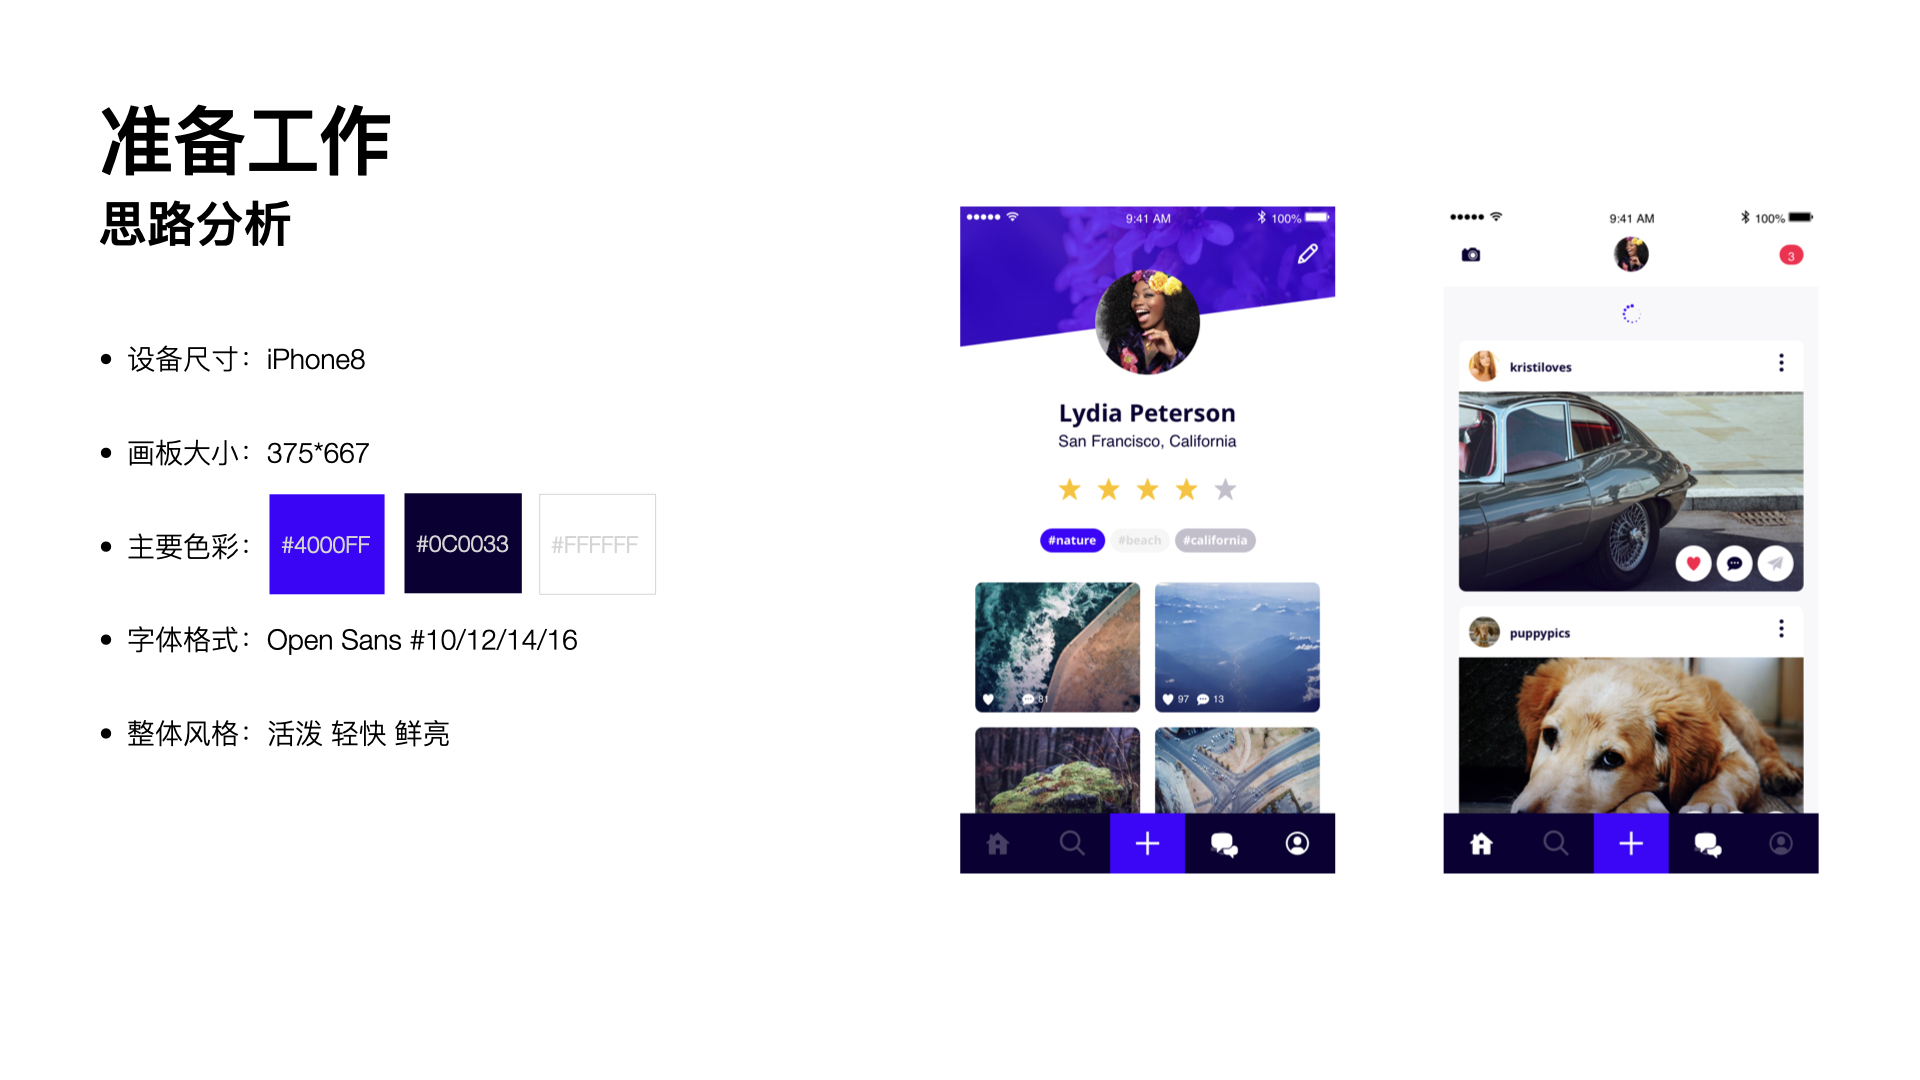 准备工作
思路分析
设备尺寸：iPhone8
画板大小：375*667
主要色彩：
#4000FF
#0C0033
#FFFFFF
字体格式：Open Sans #10/12/14/16
整体风格：活泼 轻快 鲜亮
9:41 AM
100%
Lydia Peterson
San Francisco, California
#nature
#beach
#california
81
97
13
9:41 AM
100%
3
kristiloves
puppypics